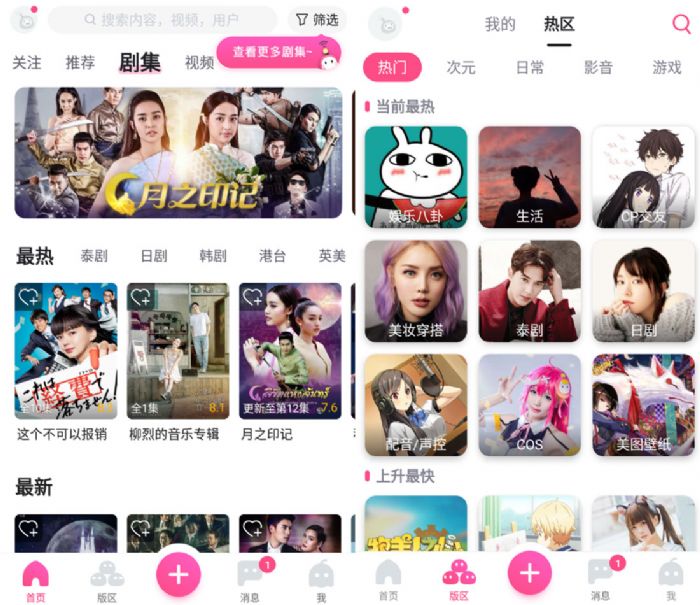 搜索内容，视频，用户
筛选
关注
推荐
剧集
视频
查看更多剧集~
月之印记
最热
泰剧
日剧
韩剧
港台
英美
これは経費で
落ちません!
全10集
8.1
全1集
8.1
更新至第12集
7.6
这个不可以报销
柳烈的音乐专辑
月之印记
最新
首页
版区
消息
1
我
我的
热区
热门
次元
日常
影音
游戏
当前最热
娱乐八卦
生活
CP交友
美妆穿搭
泰剧
日剧
配音/声控
COS
美图壁纸
上升最快
首页
版区
消息
1
我